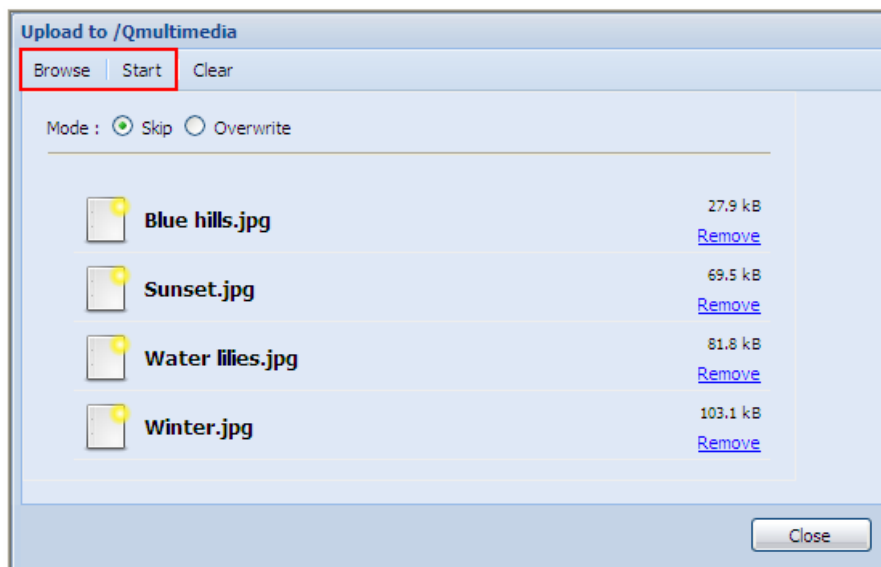 Upload to /Qmultimedia
Browse Start Clear
Mode : Skip Overwrite
Blue hills.jpg 27.9 kB
Remove
Sunset.jpg 69.5 kB
Remove
Water lilies.jpg 81.8 kB
Remove
Winter.jpg 103.1 kB
Remove
Close